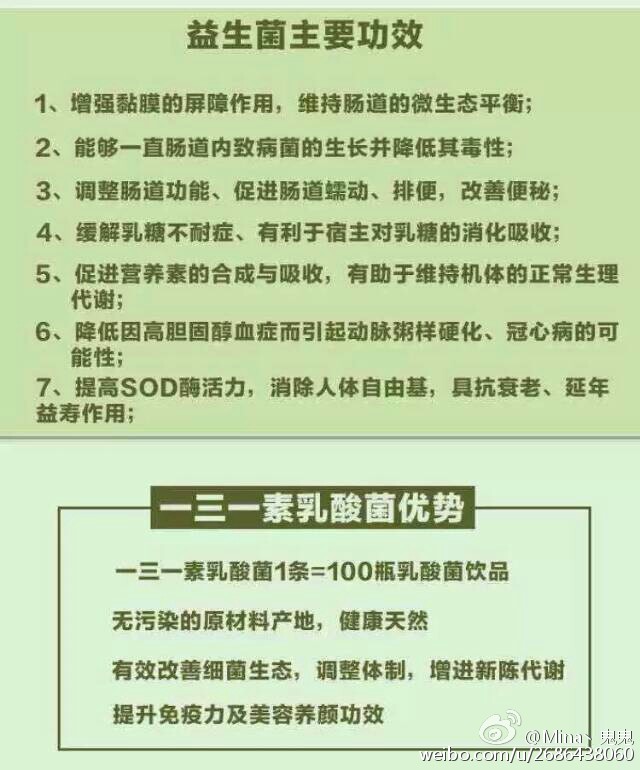 益生菌主要功效
1、增强黏膜的屏障作用，维持肠道的微生态平衡；
2、能够一直肠道内致病菌的生长并降低其毒性；
3、调整肠道功能、促进肠道蠕动、排便，改善便秘；
4、缓解乳糖不耐症、有利于宿主对乳糖的消化吸收；
5、促进营养素的合成与吸收，有助于维持机体的正常生理
代谢；
6、降低因高胆固醇血症而引起动脉粥样硬化、冠心病的可
能性；
7、提高SOD酶活力，消除人体自由基，具抗衰老、延年
益寿作用；
一三一素乳酸菌优势
一三一素乳酸菌1条=100瓶乳酸菌饮品
无污染的原材料产地，健康天然
有效改善细菌生态，调整体制，增进新陈代谢
提升免疫力及美容养颜功效
@Mina、鬼鬼
weibo.com/u/2686438060